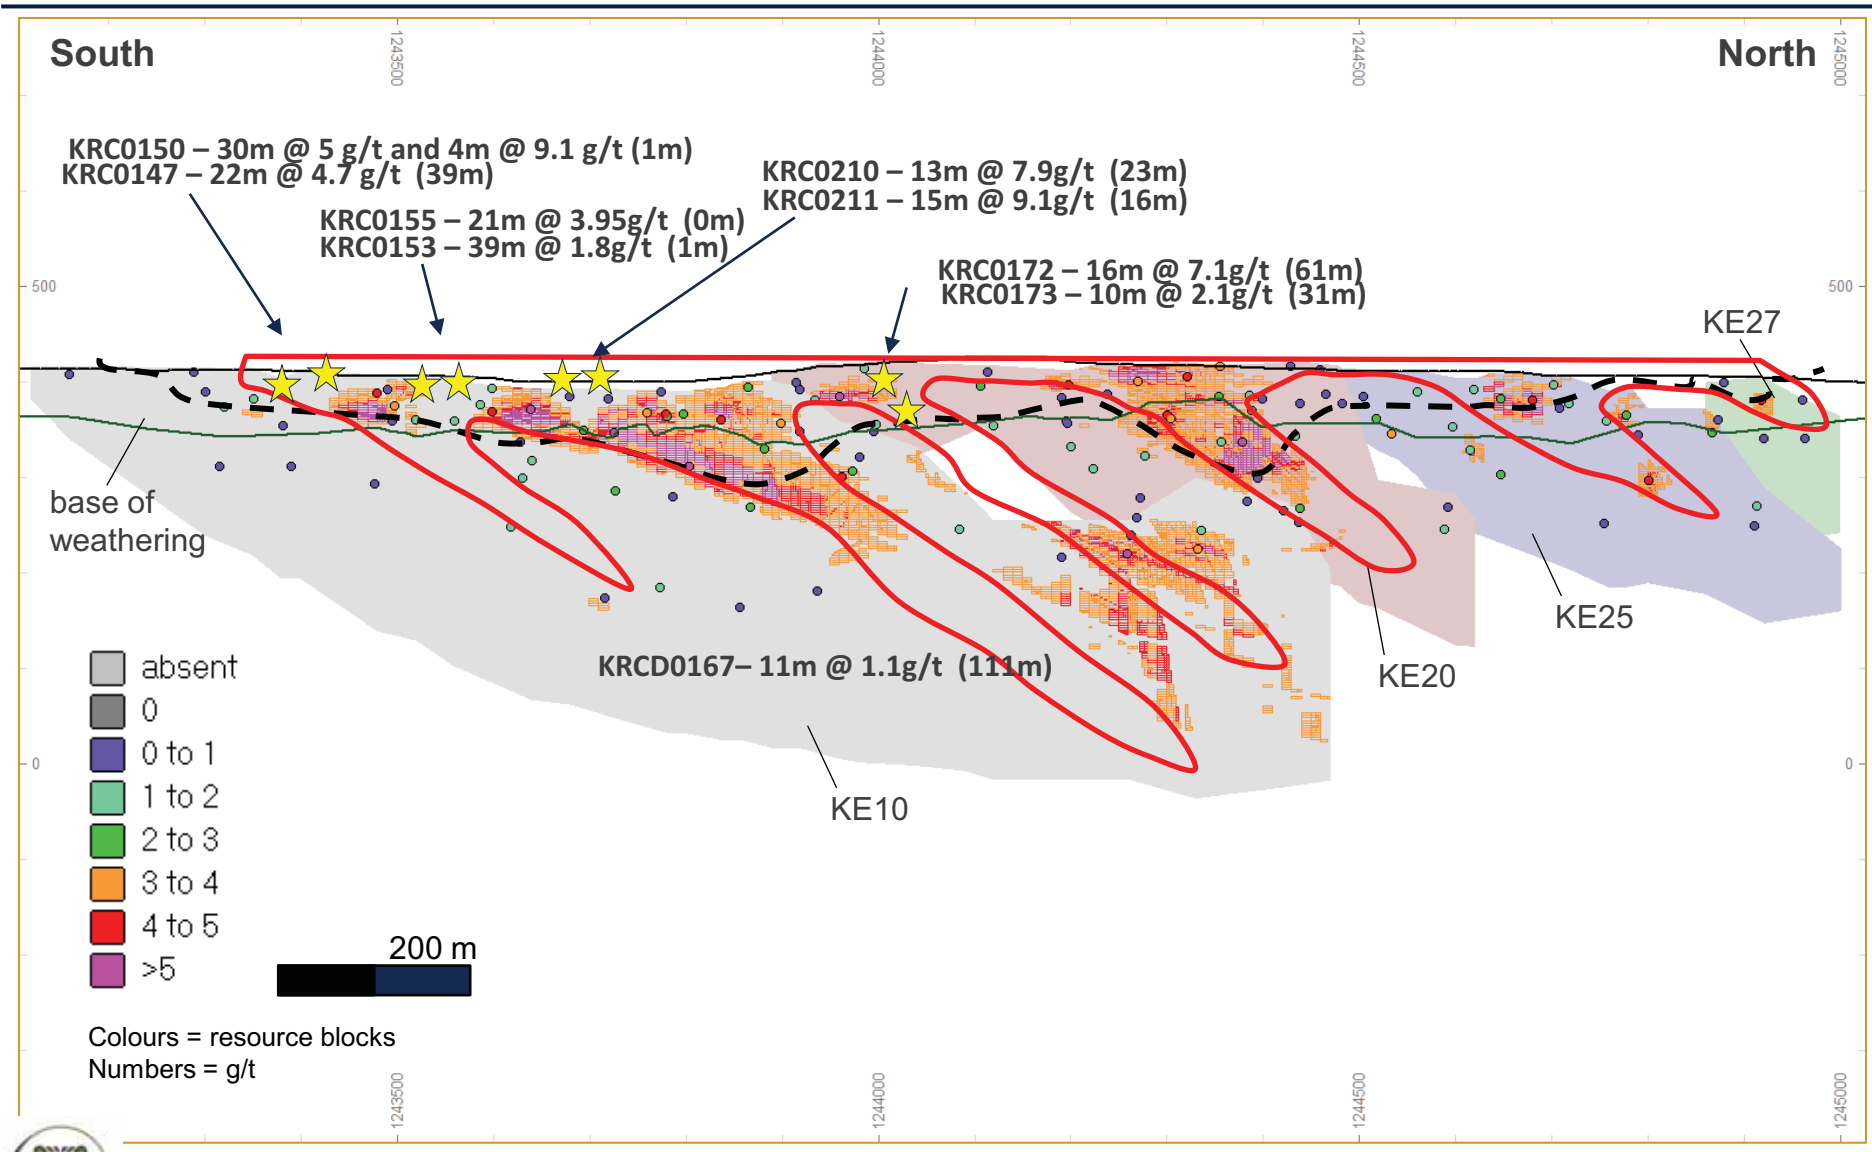 1243500
1244000
1244500
1245000
South
North
KRC0150 – 30m @ 5 g/t and 4m @ 9.1 g/t (1m)
KRC0147 – 22m @ 4.7 g/t (39m)
KRC0210 – 13m @ 7.9g/t (23m)
KRC0211 – 15m @ 9.1g/t (16m)
KRC0155 – 21m @ 3.95g/t (0m)
KRC0153 – 39m @ 1.8g/t (1m)
KRC0172 – 16m @ 7.1g/t (61m)
KRC0173 – 10m @ 2.1g/t (31m)
500
500
KE27
base of
weathering
KE25
KE20
KRCD0167– 11m @ 1.1g/t (111m)
0
0
KE10
absent
0
0 to 1
1 to 2
2 to 3
3 to 4
4 to 5
>5
200 m
Colours = resource blocks
Numbers = g/t
1243500
1244000
1244500
1245000